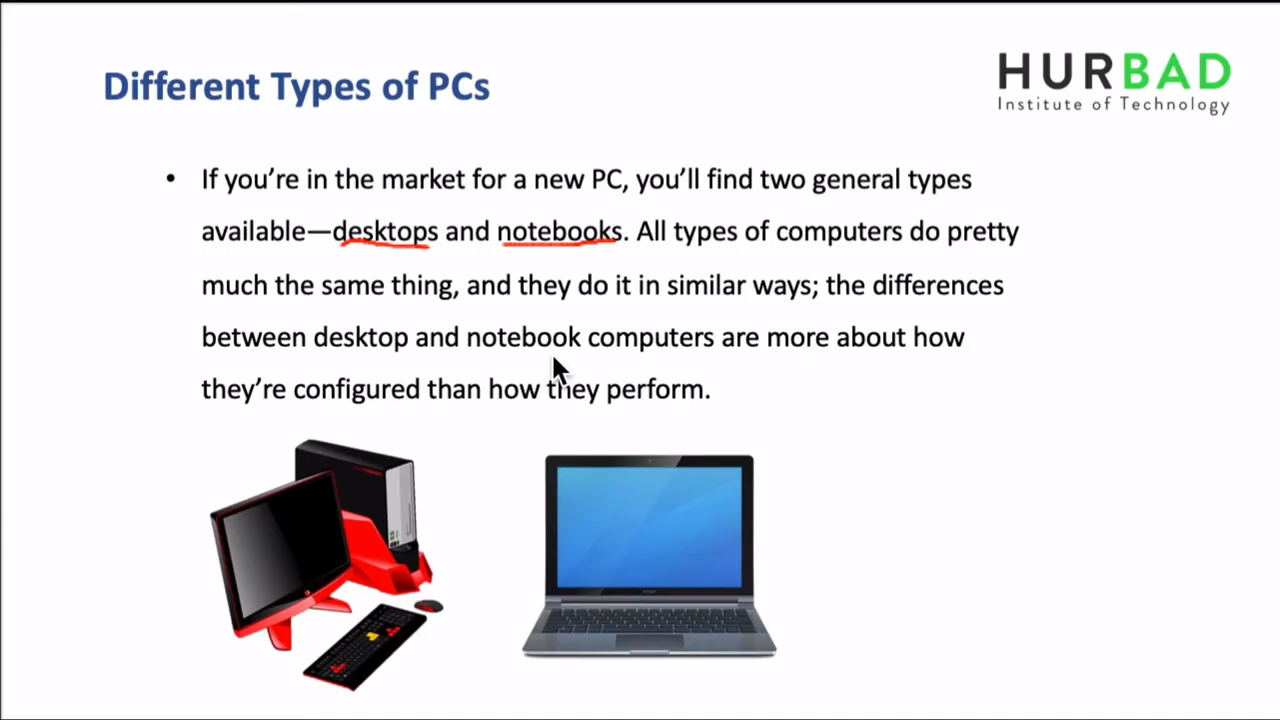 Different Types of PCs
HURBAD
Institute of Technology
• If you’re in the market for a new PC, you’ll find two general types
available—desktops and notebooks. All types of computers do pretty
much the same thing, and they do it in similar ways; the differences
between desktop and notebook computers are more about how
they’re configured than how they perform.